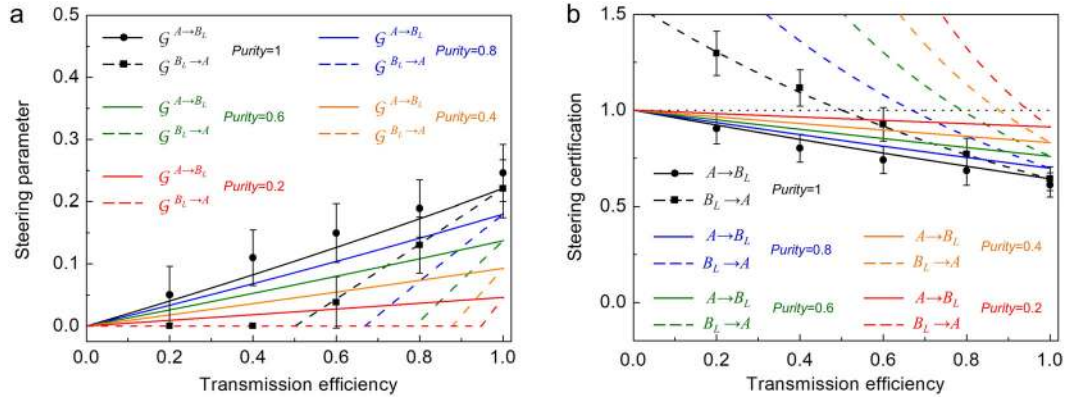 a
0.5
0.4
0.3
0.2
0.1
0.0
Steering parameter
G A→B_L
G B_L→A
Purity=1
G A→B_L
G B_L→A
Purity=0.8
G A→B_L
G B_L→A
Purity=0.6
G A→B_L
G B_L→A
Purity=0.4
G A→B_L
G B_L→A
Purity=0.2
0.0 0.2 0.4 0.6 0.8 1.0
Transmission efficiency
b
1.5
1.0
0.5
0.0
Steering certification
A→B_L
B_L→A
Purity=1
A→B_L
B_L→A
Purity=0.8
A→B_L
B_L→A
Purity=0.4
A→B_L
B_L→A
Purity=0.6
A→B_L
B_L→A
Purity=0.2
0.0 0.2 0.4 0.6 0.8 1.0
Transmission efficiency